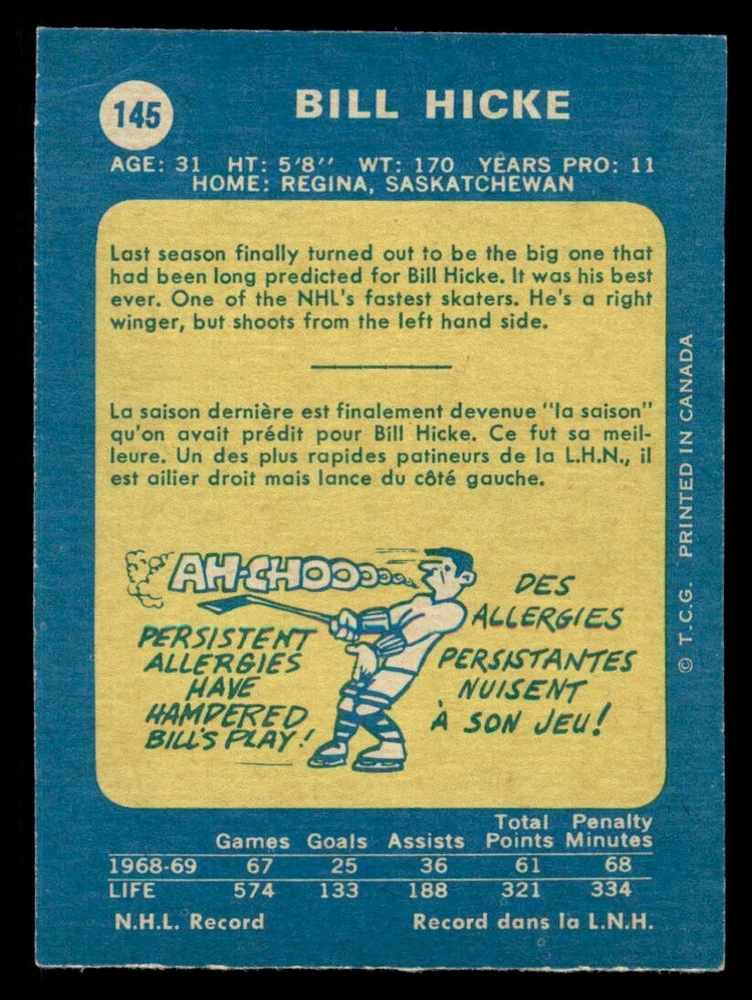 145
BILL HICKE
AGE: 31 HT: 5'8'' WT: 170 YEARS PRO: 11
HOME: REGINA, SASKATCHEWAN
Last season finally turned out to be the big one that
had been long predicted for Bill Hicke. It was his best
ever. One of the NHL's fastest skaters. He's a right
winger, but shoots from the left hand side.
La saison dernière est finalement devenue "la saison"
qu'on avait prédit pour Bill Hicke. Ce fut sa meil-
leure. Un des plus rapides patineurs de la L.H.N., il
est ailier droit mais lance du côté gauche.
AH-CHOOOOOOO
PERSISTENT
ALLERGIES
HAVE
HAMPERED
BILL'S PLAY!
DES
ALLERGIES
PERSISTANTES
NUISENT
À SON JEU!
© T.C.G. PRINTED IN CANADA
Total Penalty
Games Goals Assists Points Minutes
1968-69 67 25 36 61 68
LIFE 574 133 188 321 334
N.H.L. Record Record dans la L.N.H.